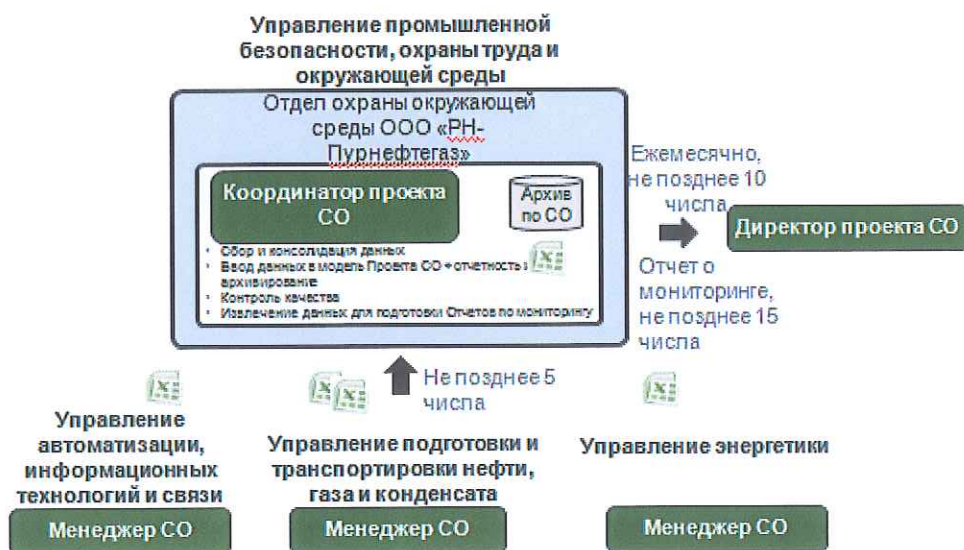 Управление промышленной
безопасности, охраны труда и
окружающей среды
Отдел охраны окружающей
среды ООО «РН-
Пурнефтегаз»
Координатор проекта
СО
Архив
по СО
• Сбор и консолидация данных
• Ввод данных в модель Проекта СО + отчетность и
архивирование
• Контроль качества
• Извлечение данных для подготовки Отчетов по мониторингу
Ежемесячно,
не позднее 10
числа
Директор проекта СО
Отчет о
мониторинге,
не позднее 15
числа
Не позднее 5
числа
Управление
автоматизации,
информационных
технологий и связи
Менеджер СО
Управление подготовки и
транспортировки нефти,
газа и конденсата
Менеджер СО
Управление энергетики
Менеджер СО